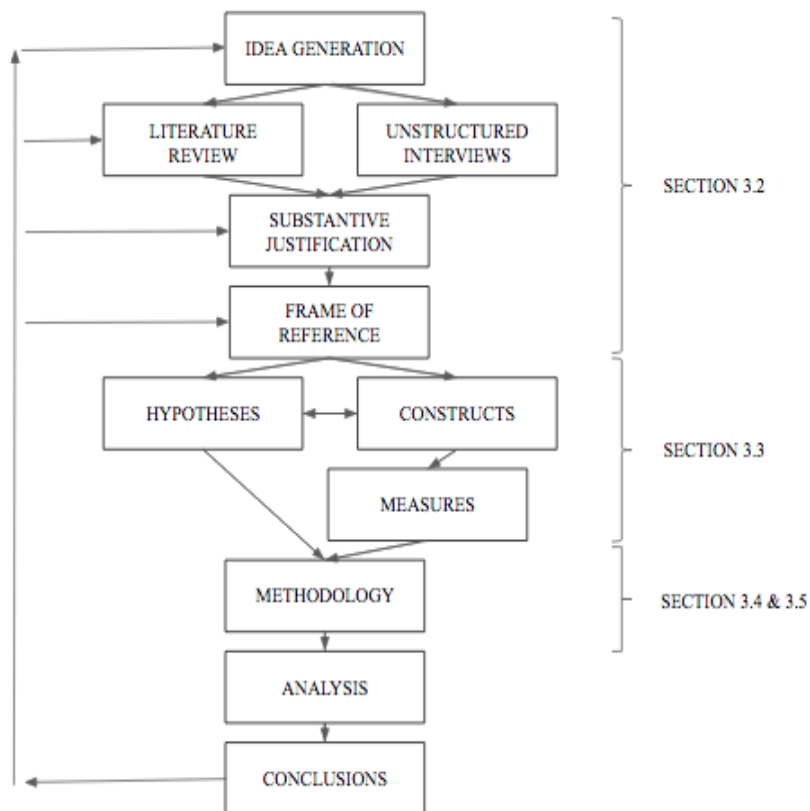 IDEA GENERATION
LITERATURE
REVIEW
UNSTRUCTURED
INTERVIEWS
SECTION 3.2
SUBSTANTIVE
JUSTIFICATION
FRAME OF
REFERENCE
HYPOTHESES
CONSTRUCTS
SECTION 3.3
MEASURES
METHODOLOGY
SECTION 3.4 & 3.5
ANALYSIS
CONCLUSIONS